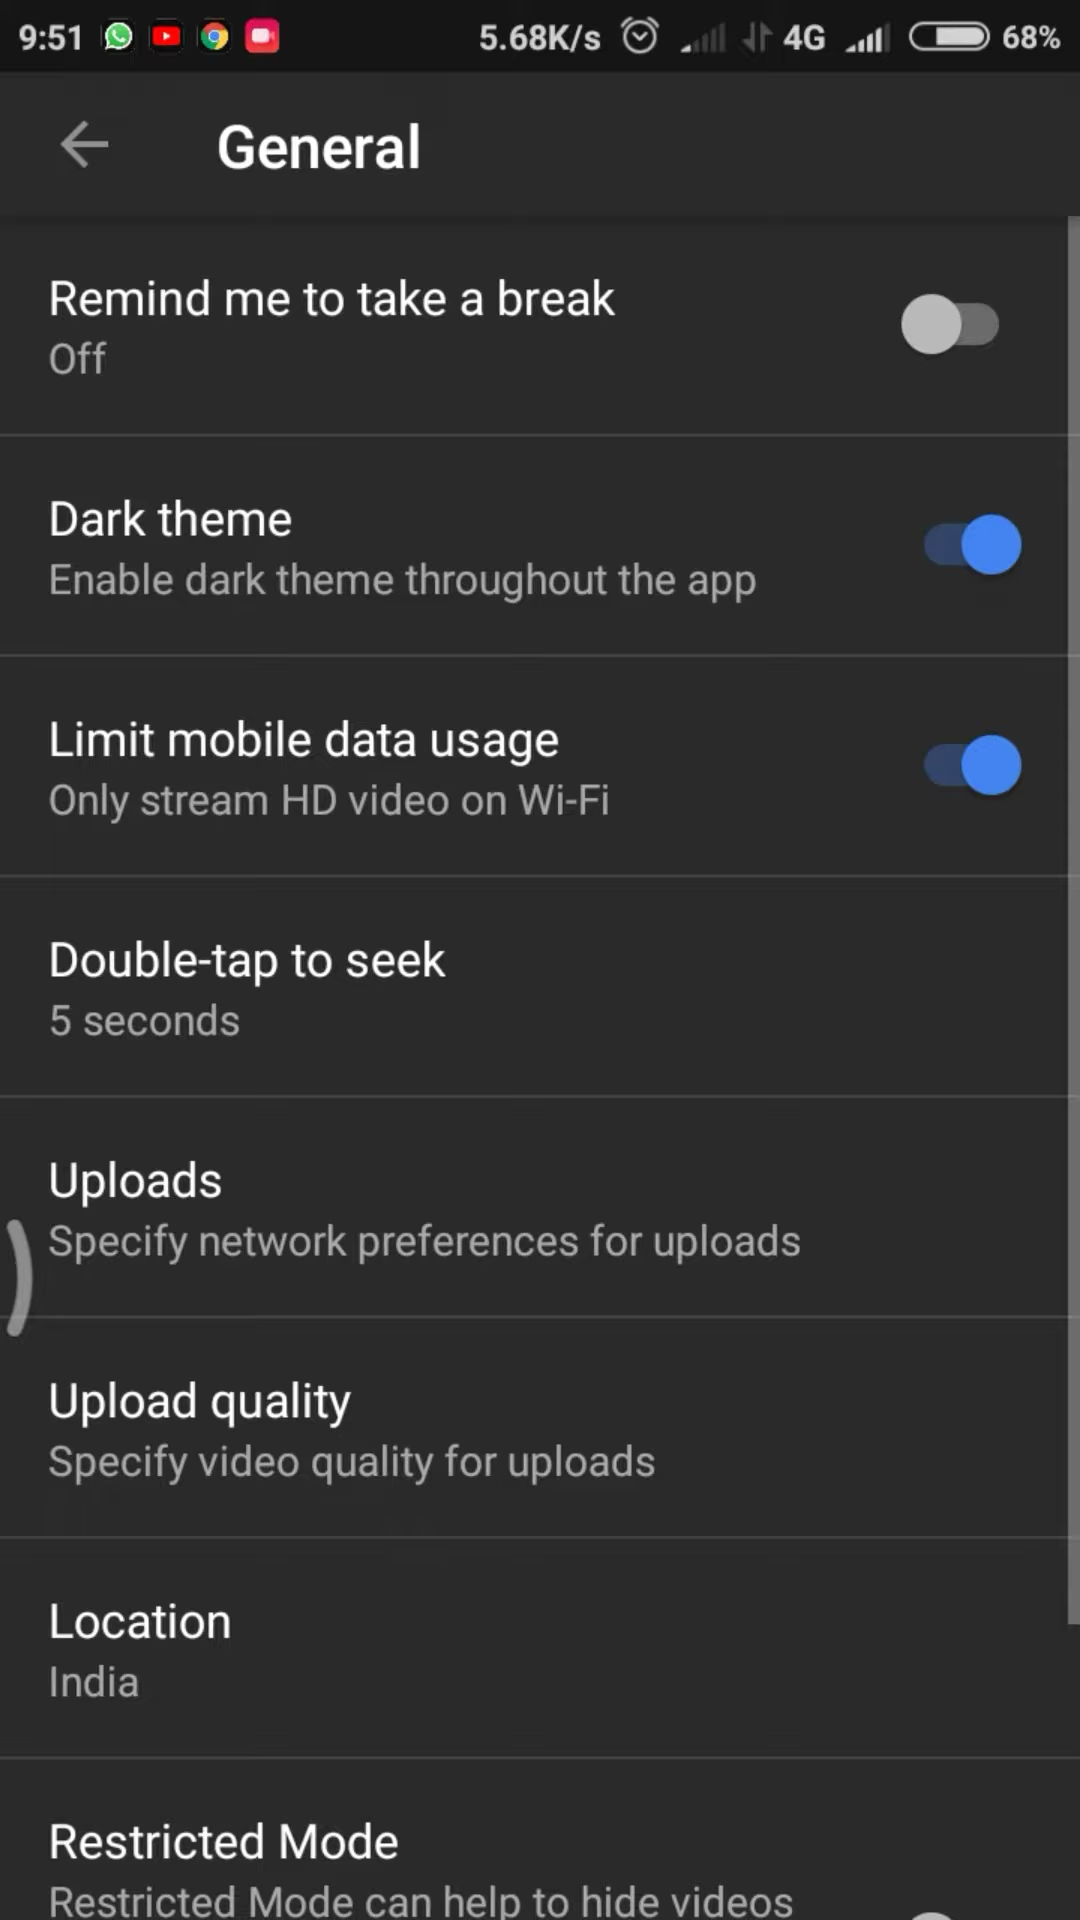 9:51 5.68K/s 4G 68%
General
Remind me to take a break
Off
Dark theme
Enable dark theme throughout the app
Limit mobile data usage
Only stream HD video on Wi-Fi
Double-tap to seek
5 seconds
Uploads
Specify network preferences for uploads
Upload quality
Specify video quality for uploads
Location
India
Restricted Mode
Restricted Mode can help to hide videos